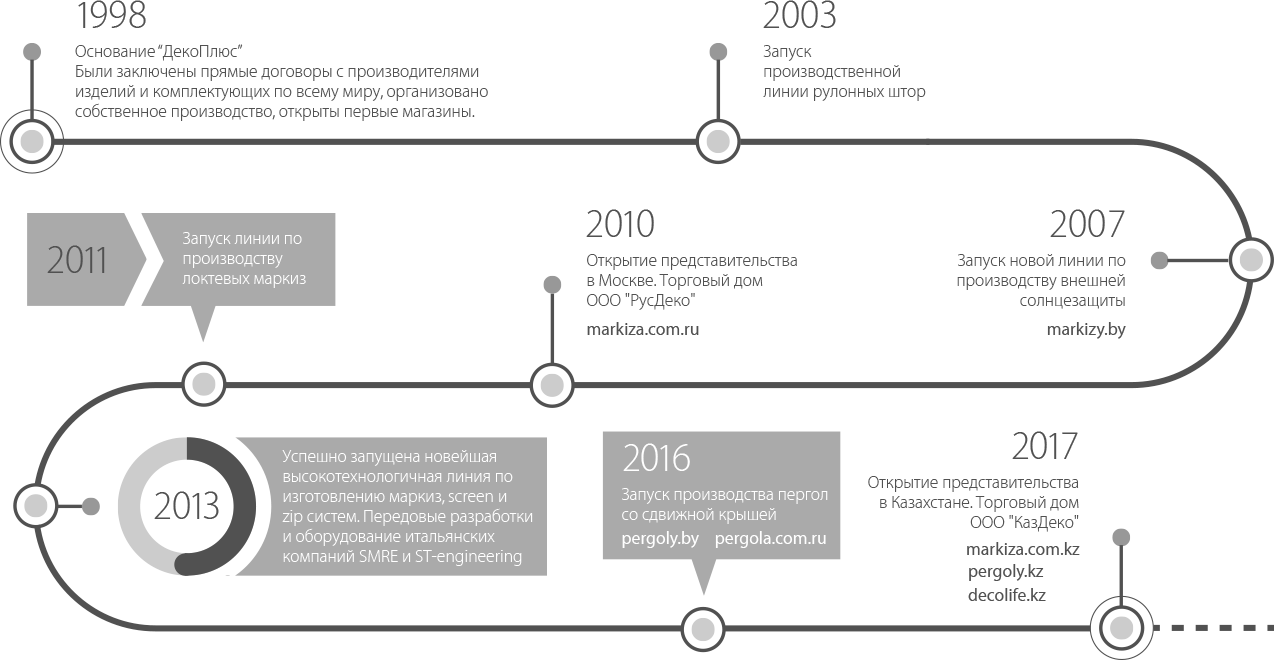 1998
Основание “ДекоПлюс”
Были заключены прямые договоры с производителями
изделий и комплектующих по всему миру, организовано
собственное производство, открыты первые магазины.
2003
Запуск
производственной
линии рулонных штор
2007
Запуск новой линии по
производству внешней
солнцезащиты
markizy.by
2010
Открытие представительства
в Москве. Торговый дом
ООО "РусДеко"
markiza.com.ru
2011
Запуск линии по
производству
локтевых маркиз
2013
Успешно запущена новейшая
высокотехнологичная линия по
изготовлению маркиз, screen и
zip систем. Передовые разработки
и оборудование итальянских
компаний SMRE и ST-engineering
2016
Запуск производства пергол
со сдвижной крышей
pergoly.by pergola.com.ru
2017
Открытие представительства
в Казахстане. Торговый дом
ООО "КазДеко"
markiza.com.kz
pergoly.kz
decolife.kz